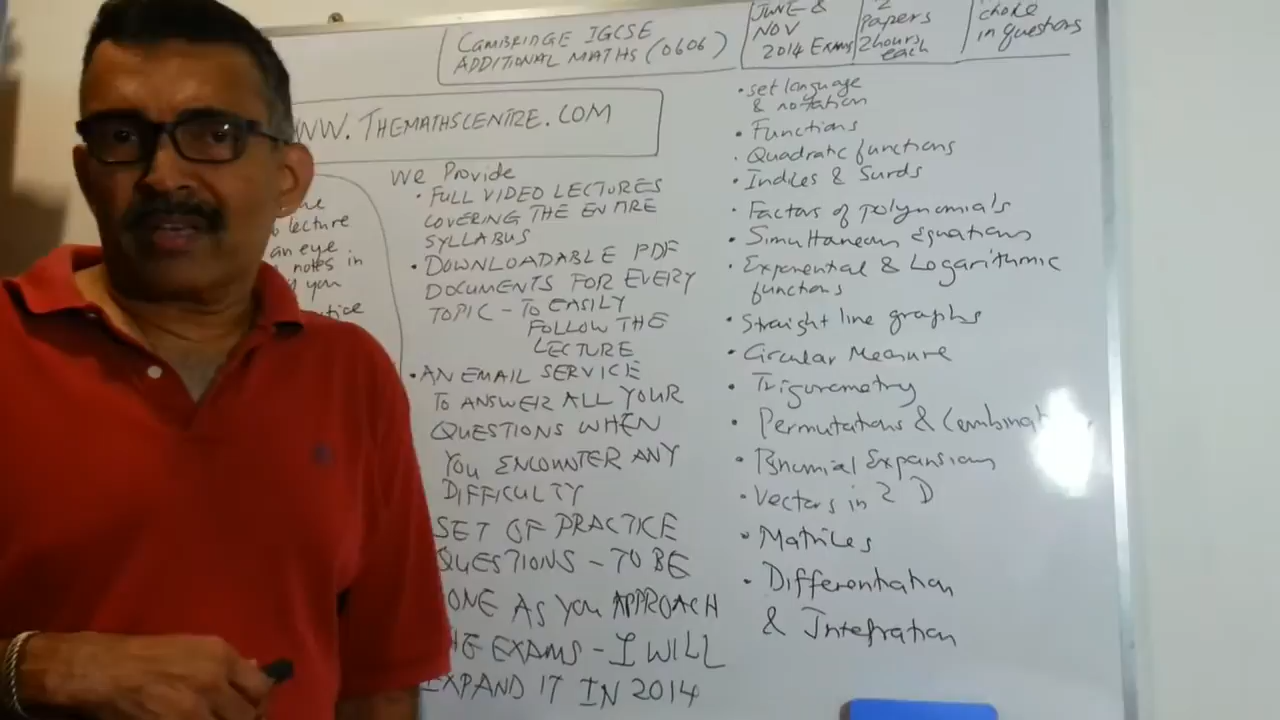 CAMBRIDGE IGCSE
ADDITIONAL MATHS (0606)
JUNE &
NOV
2014 EXAMS
2
papers
2 hours
each
choice
in questions
WW.THEMATHSCENTRE.COM
lecture
an eye.
notes in
you
We Provide
• FULL VIDEO LECTURES
COVERING THE ENTIRE
SYLLABUS
• DOWNLOADABLE PDF
DOCUMENTS FOR EVERY
TOPIC - TO EASILY
FOLLOW THE
LECTURE
• AN EMAIL SERVICE
TO ANSWER ALL YOUR
QUESTIONS WHEN
YOU ENCOUNTER ANY
DIFFICULTY
SET OF PRACTICE
QUESTIONS - TO BE
ONE AS YOU APPROACH
HE EXAMS - I WILL
EXPAND IT IN 2014
• set language
& notation
• Functions
• Quadratic functions
• Indices & Surds
• Factors of polynomials
• Simultaneous Equations
• Exponential & Logarithmic
functions
• Straight line graphs
• Circular Measure
• Trigonometry
• Permutations & Combinat
• Binomial Expansions
• Vectors in 2 D
• Matrices
• Differentiation
& Integration